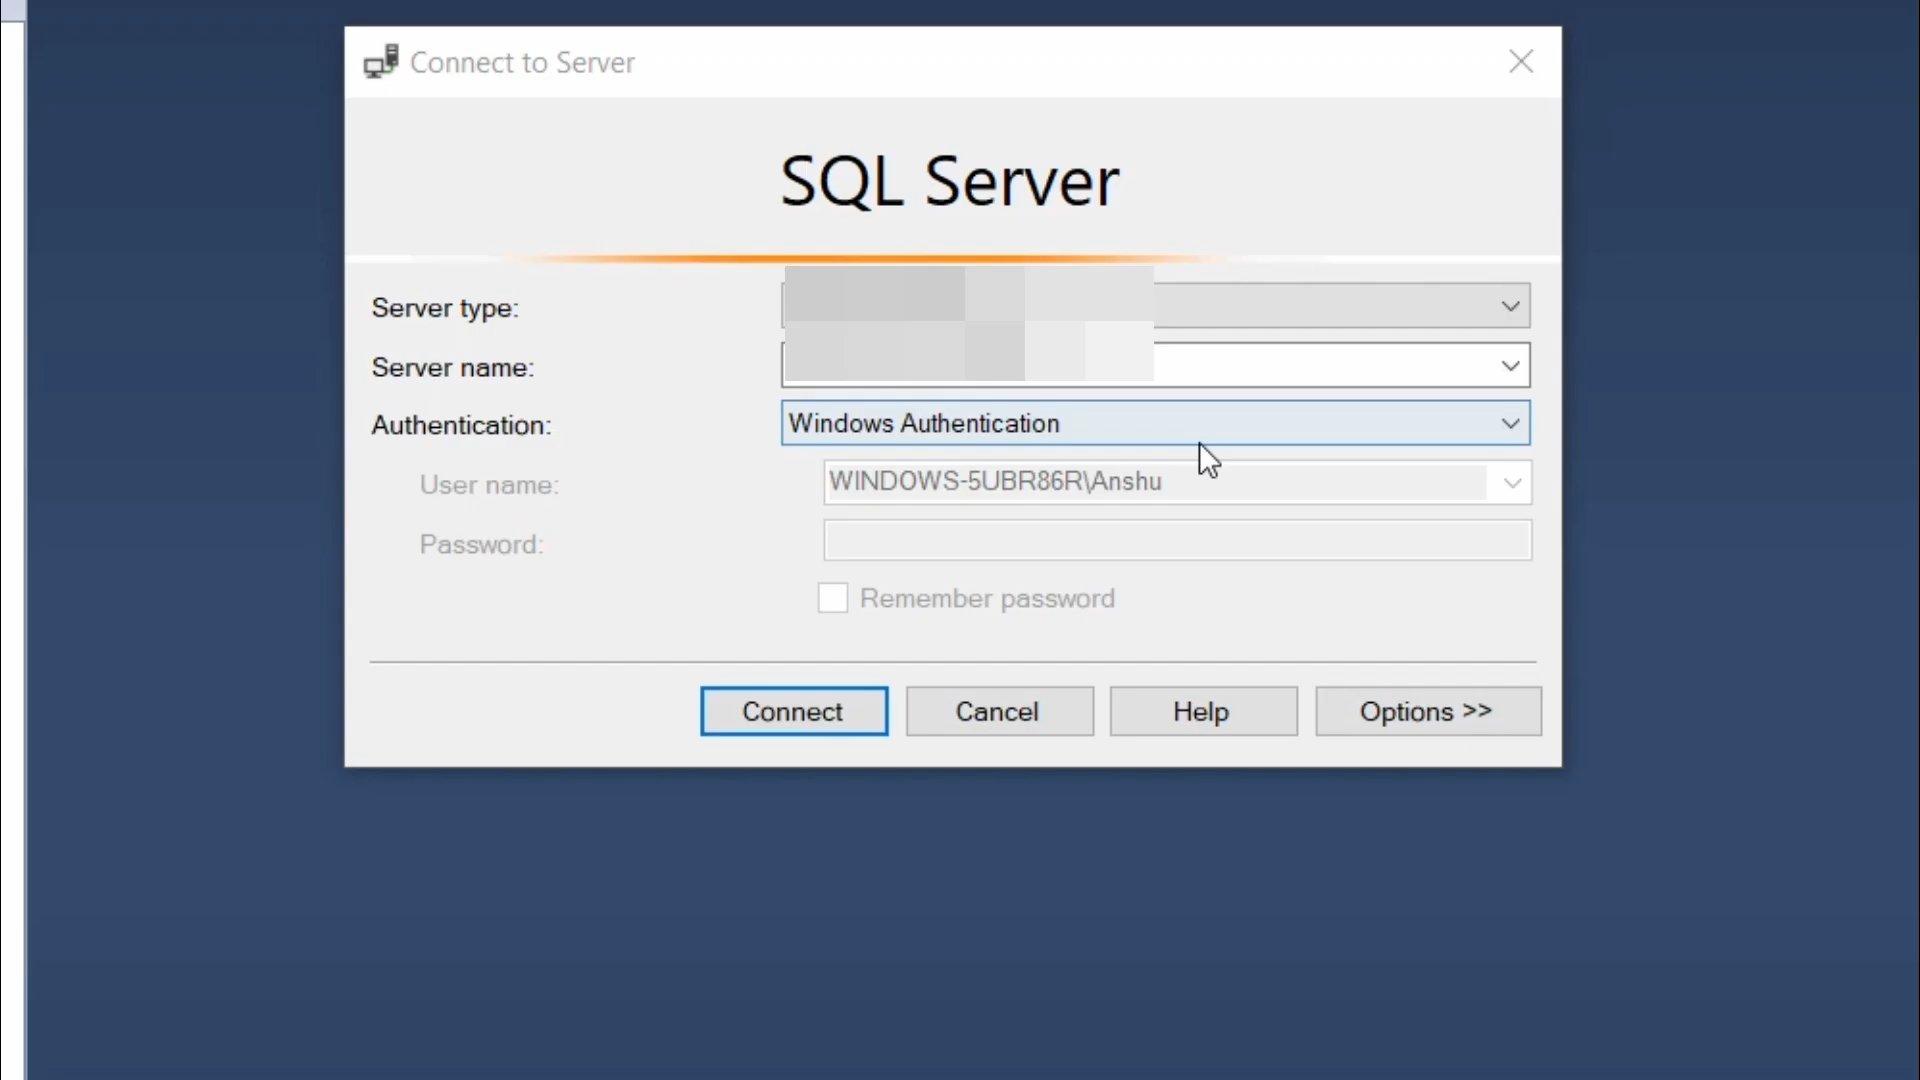 Connect to Server
SQL Server
Server type:
Server name:
Authentication: Windows Authentication
User name: WINDOWS-5UBR86R\Anshu
Password:
Remember password
Connect Cancel Help Options >>